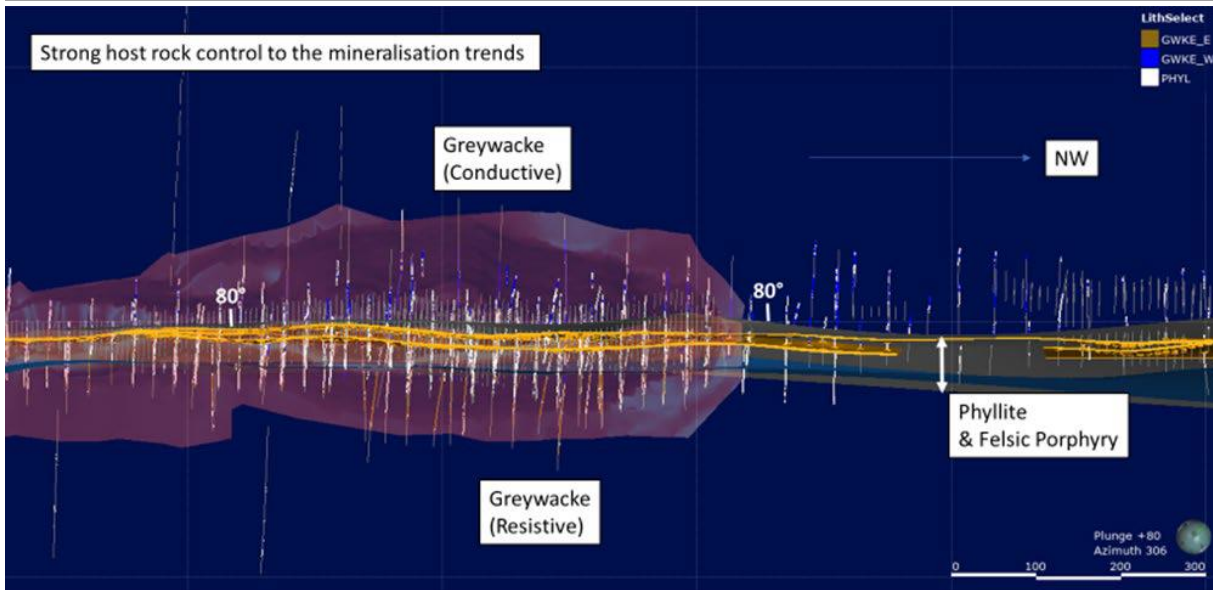 Strong host rock control to the mineralisation trends
LithSelect
GWKE_E
GWKE_W
PHYL
Greywacke
(Conductive)
NW
80°
80°
Phyllite
& Felsic Porphyry
Greywacke
(Resistive)
Plunge +80
Azimuth 306
0
100
200
300